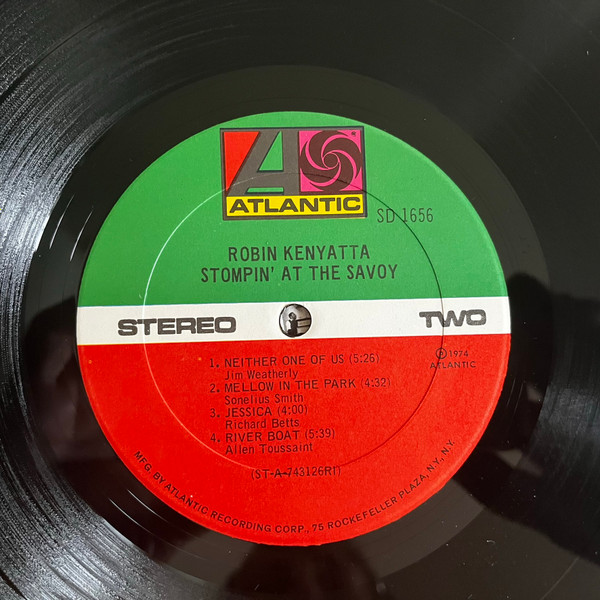 ATLANTIC
SD 1656
ROBIN KENYATTA
STOMPIN' AT THE SAVOY
STEREO
TWO
1. NEITHER ONE OF US (5:26)
Jim Weatherly
2. MELLOW IN THE PARK (4:32)
Sonelius Smith
3. JESSICA (4:00)
Richard Betts
4. RIVER BOAT (5:39)
Allen Toussaint
℗ 1974
ATLANTIC
(ST-A-743126RI)
MFG. BY ATLANTIC RECORDING CORP., 75 ROCKEFELLER PLAZA, N.Y., N.Y.